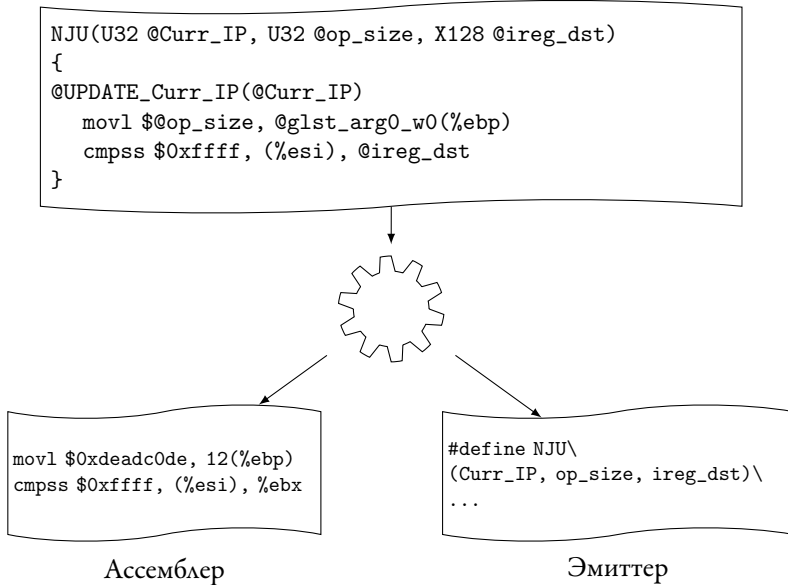 NJU(U32 @Curr_IP, U32 @op_size, X128 @ireg_dst)
{
@UPDATE_Curr_IP(@Curr_IP)
movl $@op_size, @glst_arg0_w0(%ebp)
cmpss $0xffff, (%esi), @ireg_dst
}
movl $0xdeadc0de, 12(%ebp)
cmpss $0xffff, (%esi), %ebx
Ассемблер
#define NJU\
(Curr_IP, op_size, ireg_dst)\
...
Эмиттер